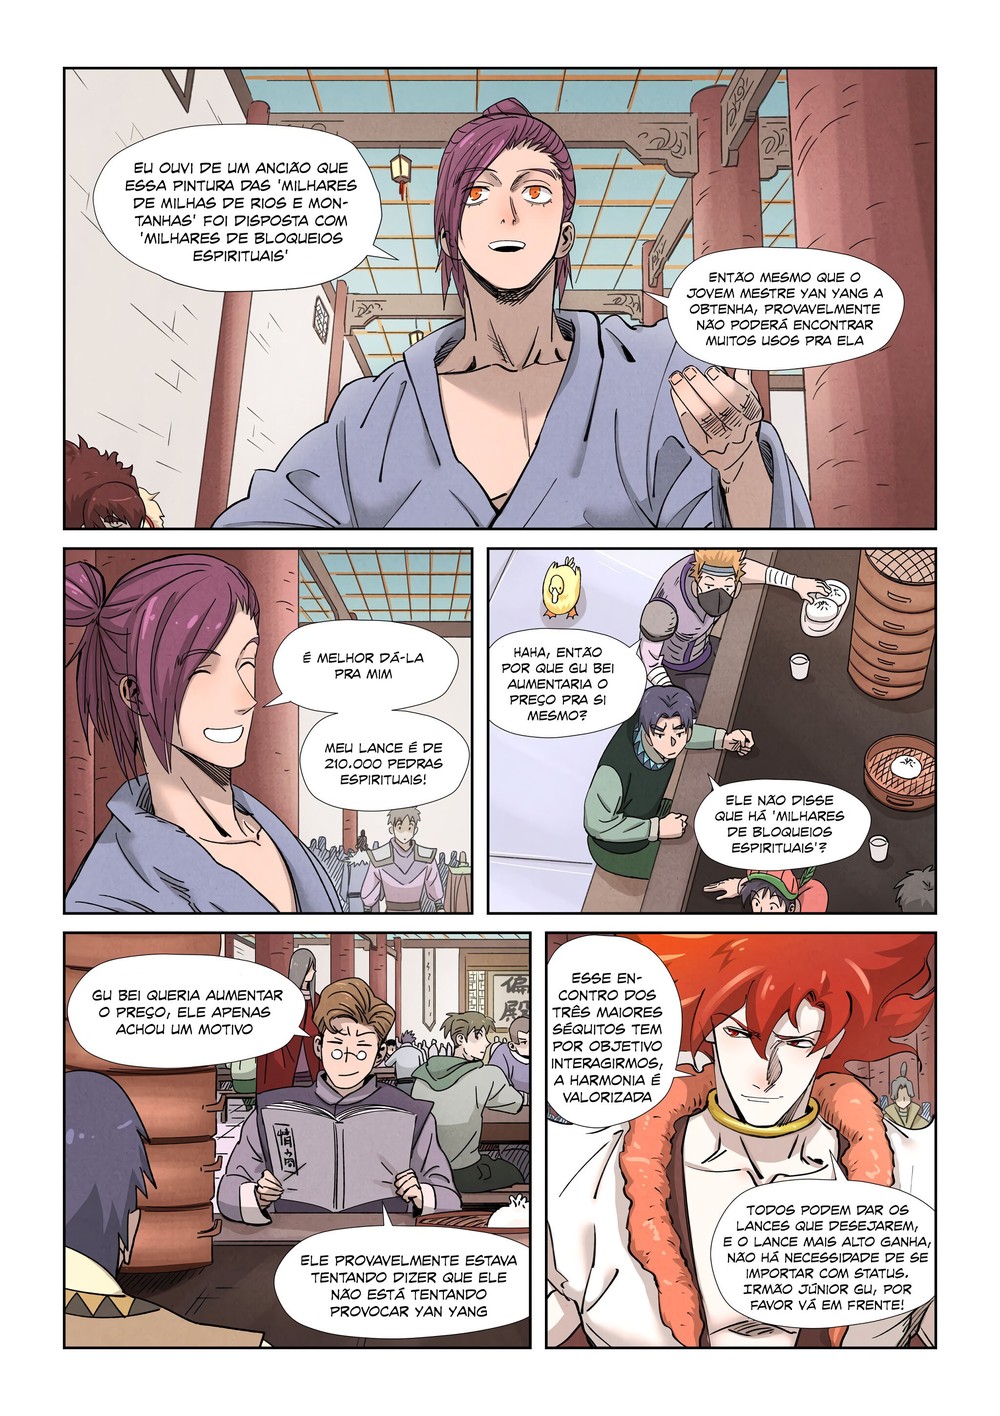 EU OUVI DE UM ANCIÃO QUE
ESSA PINTURA DAS 'MILHARES
DE MILHAS DE RIOS E MON-
TANHAS' FOI DISPOSTA COM
'MILHARES DE BLOQUEIOS
ESPIRITUAIS'
ENTÃO MESMO QUE O
JOVEM MESTRE YAN YANG A
OBTENHA, PROVAVELMENTE
NÃO PODERÁ ENCONTRAR
MUITOS USOS PRA ELA
É MELHOR DÁ-LA
PRA MIM
MEU LANCE É DE
210.000 PEDRAS
ESPIRITUAIS!
HAHA, ENTÃO
POR QUE GU BEI
AUMENTARIA O
PREÇO PRA SI
MESMO?
ELE NÃO DISSE
QUE HÁ 'MILHARES
DE BLOQUEIOS
ESPIRITUAIS'?
GU BEI QUERIA AUMENTAR
O PREÇO, ELE APENAS
ACHOU UM MOTIVO
偏
殿
ELE PROVAVELMENTE ESTAVA
TENTANDO DIZER QUE ELE
NÃO ESTÁ TENTANDO
PROVOCAR YAN YANG
ESSE EN-
CONTRO DOS
TRÊS MAIORES
SÉQUITOS TEM
POR OBJETIVO
INTERAGIRMOS,
A HARMONIA É
VALORIZADA
TODOS PODEM DAR OS
LANCES QUE DESEJAREM,
E O LANCE MAIS ALTO GANHA,
NÃO HÁ NECESSIDADE DE SE
IMPORTAR COM STATUS.
IRMÃO JÚNIOR GU, POR
FAVOR VÁ EM FRENTE!